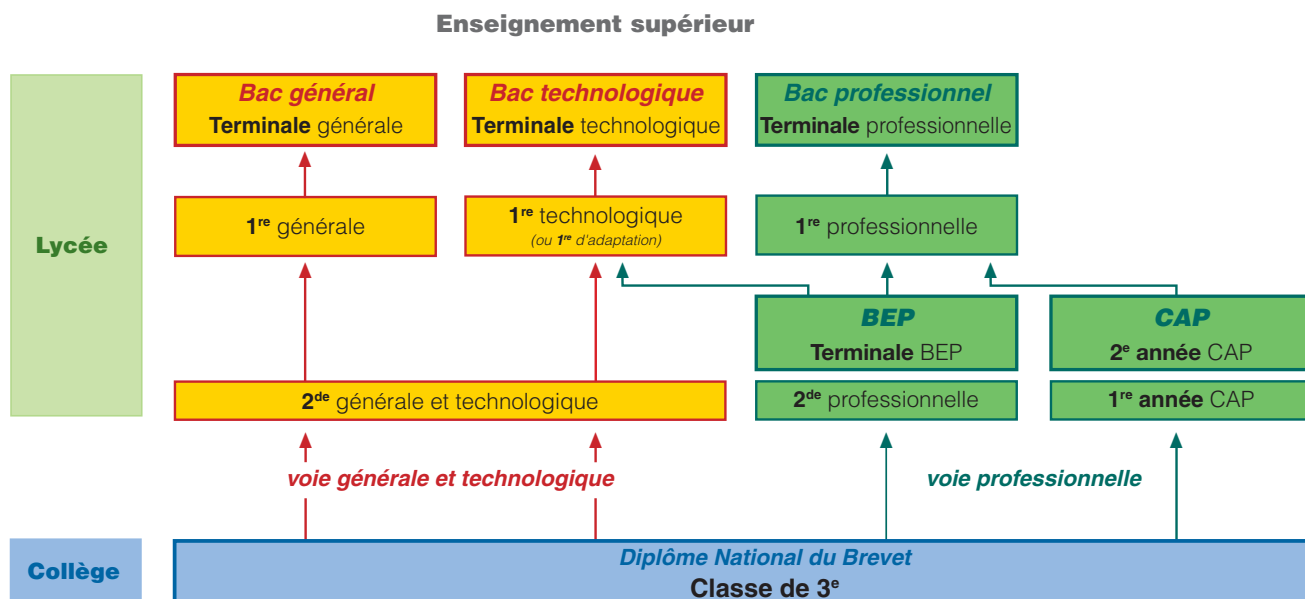 Enseignement supérieur
Bac général
Terminale générale
Bac technologique
Terminale technologique
Bac professionnel
Terminale professionnelle
Lycée
1re générale
1re technologique
(ou 1re d'adaptation)
1re professionnelle
BEP
Terminale BEP
CAP
2e année CAP
2de générale et technologique
2de professionnelle
1re année CAP
voie générale et technologique
voie professionnelle
Collège
Diplôme National du Brevet
Classe de 3e